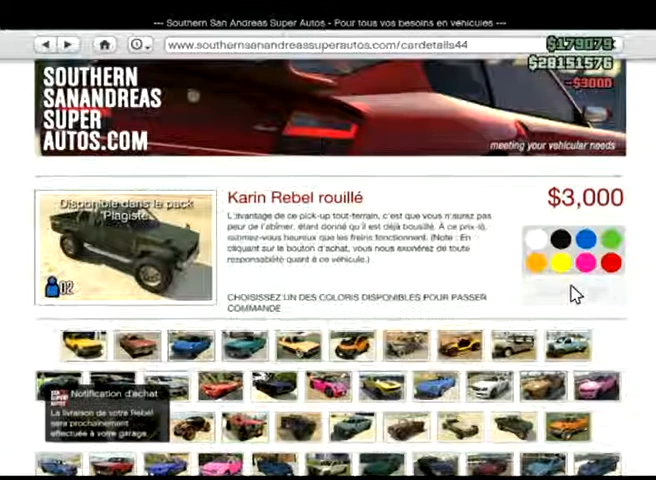 --- Southern San Andreas Super Autos - Pour tous vos besoins en véhicules ---
www.southernsanandreassuperautos.com/cardetails44
$179079
$28151576
-$3000
SOUTHERN
SANANDREAS
SUPER
AUTOS.COM
meeting your vehicular needs
Disponible dans le pack
"Plagiste"
02
Karin Rebel rouillé
$3,000
L'avantage de ce pick-up tout-terrain, c'est que vous n'aurez pas
peur de l'abîmer, étant donné qu'il est déjà bousillé. À ce prix-là,
estimez-vous heureux que les freins fonctionnent. (Note : En
cliquant sur le bouton d'achat, vous nous exonérez de toute
responsabilité quant à ce véhicule.)
CHOISISSEZ L'UN DES COLORIS DISPONIBLES POUR PASSER
COMMANDE
Notification d'achat
La livraison de votre Rebel
sera prochainement
effectuée à votre garage.